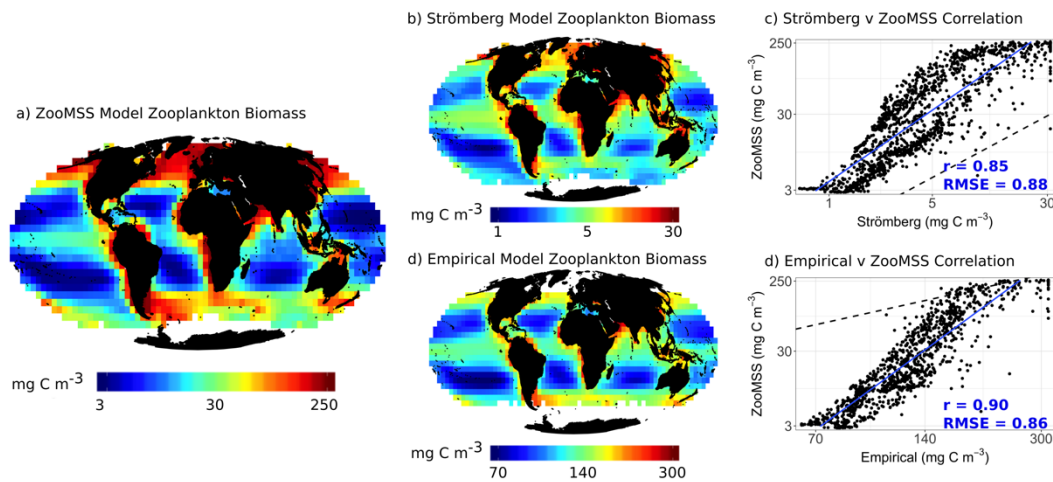 a) ZooMSS Model Zooplankton Biomass
mg C m⁻³
3 30 250
b) Strömberg Model Zooplankton Biomass
mg C m⁻³
1 5 30
c) Strömberg v ZooMSS Correlation
ZooMSS (mg C m⁻³)
250
30
3
r = 0.85
RMSE = 0.88
1 5 30
Strömberg (mg C m⁻³)
d) Empirical Model Zooplankton Biomass
mg C m⁻³
70 140 300
d) Empirical v ZooMSS Correlation
ZooMSS (mg C m⁻³)
250
30
3
r = 0.90
RMSE = 0.86
70 140 300
Empirical (mg C m⁻³)